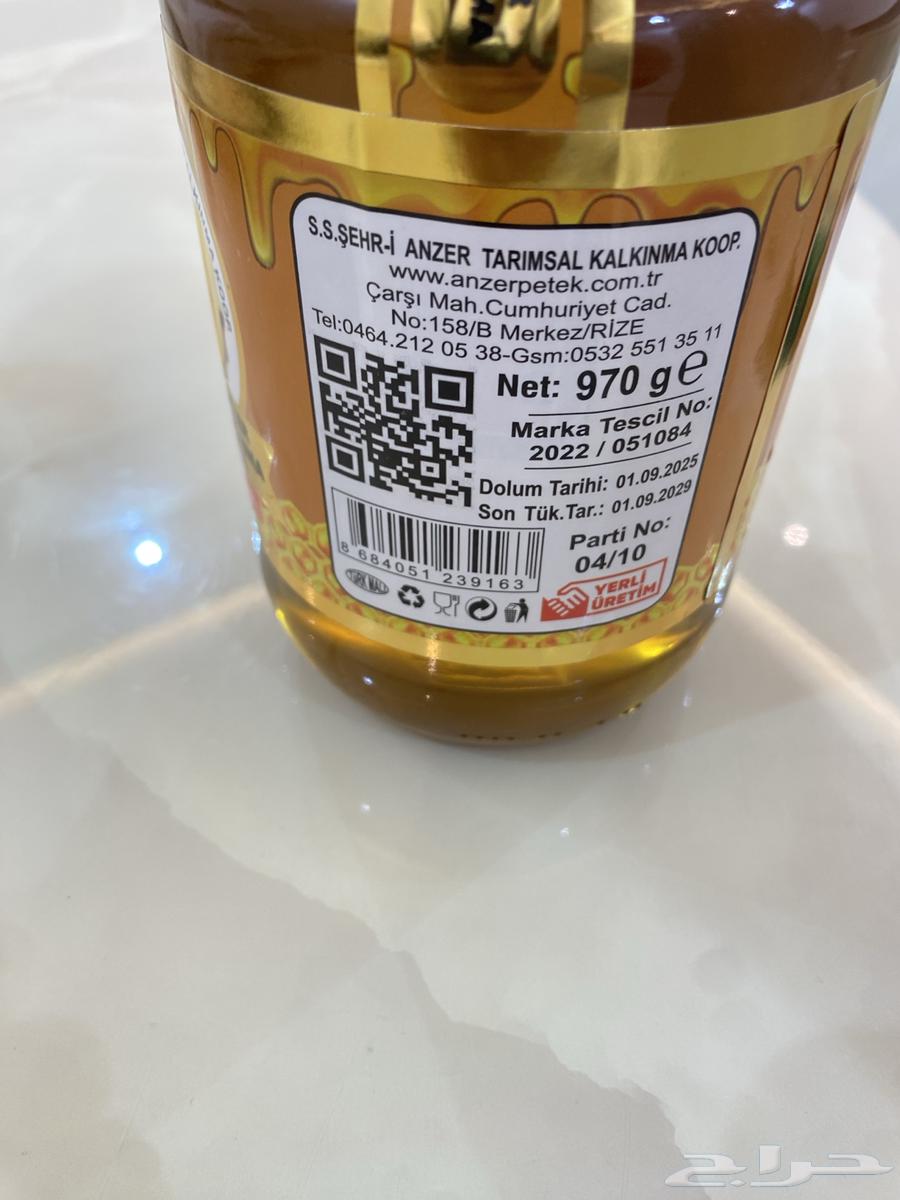 S.S.ŞEHR-İ ANZER TARIMSAL KALKINMA KOOP.
www.anzerpetek.com.tr
Çarşı Mah.Cumhuriyet Cad.
No:158/B Merkez/RİZE
Tel:0464.212 05 38-Gsm:0532 551 35 11
Net: 970 g e
Marka Tescil No:
2022 / 051084
Dolum Tarihi: 01.09.2025
Son Tük.Tar.: 01.09.2029
Parti No:
04/10
8 684051 239163
TÜRK MALI
YERLİ
ÜRETİM
حراج